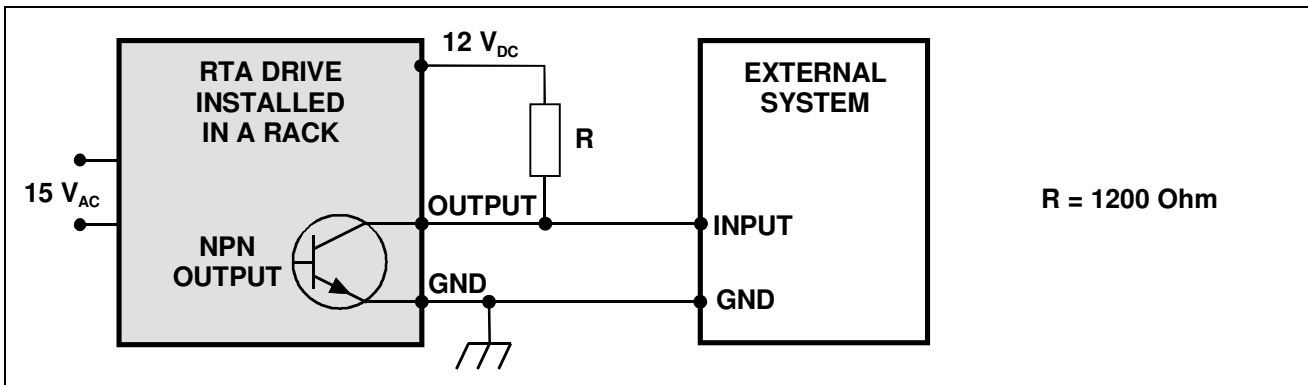 RTA DRIVE
INSTALLED
IN A RACK
12 VDC
R
EXTERNAL
SYSTEM
15 VAC
OUTPUT
INPUT
R = 1200 Ohm
NPN
OUTPUT
GND
GND